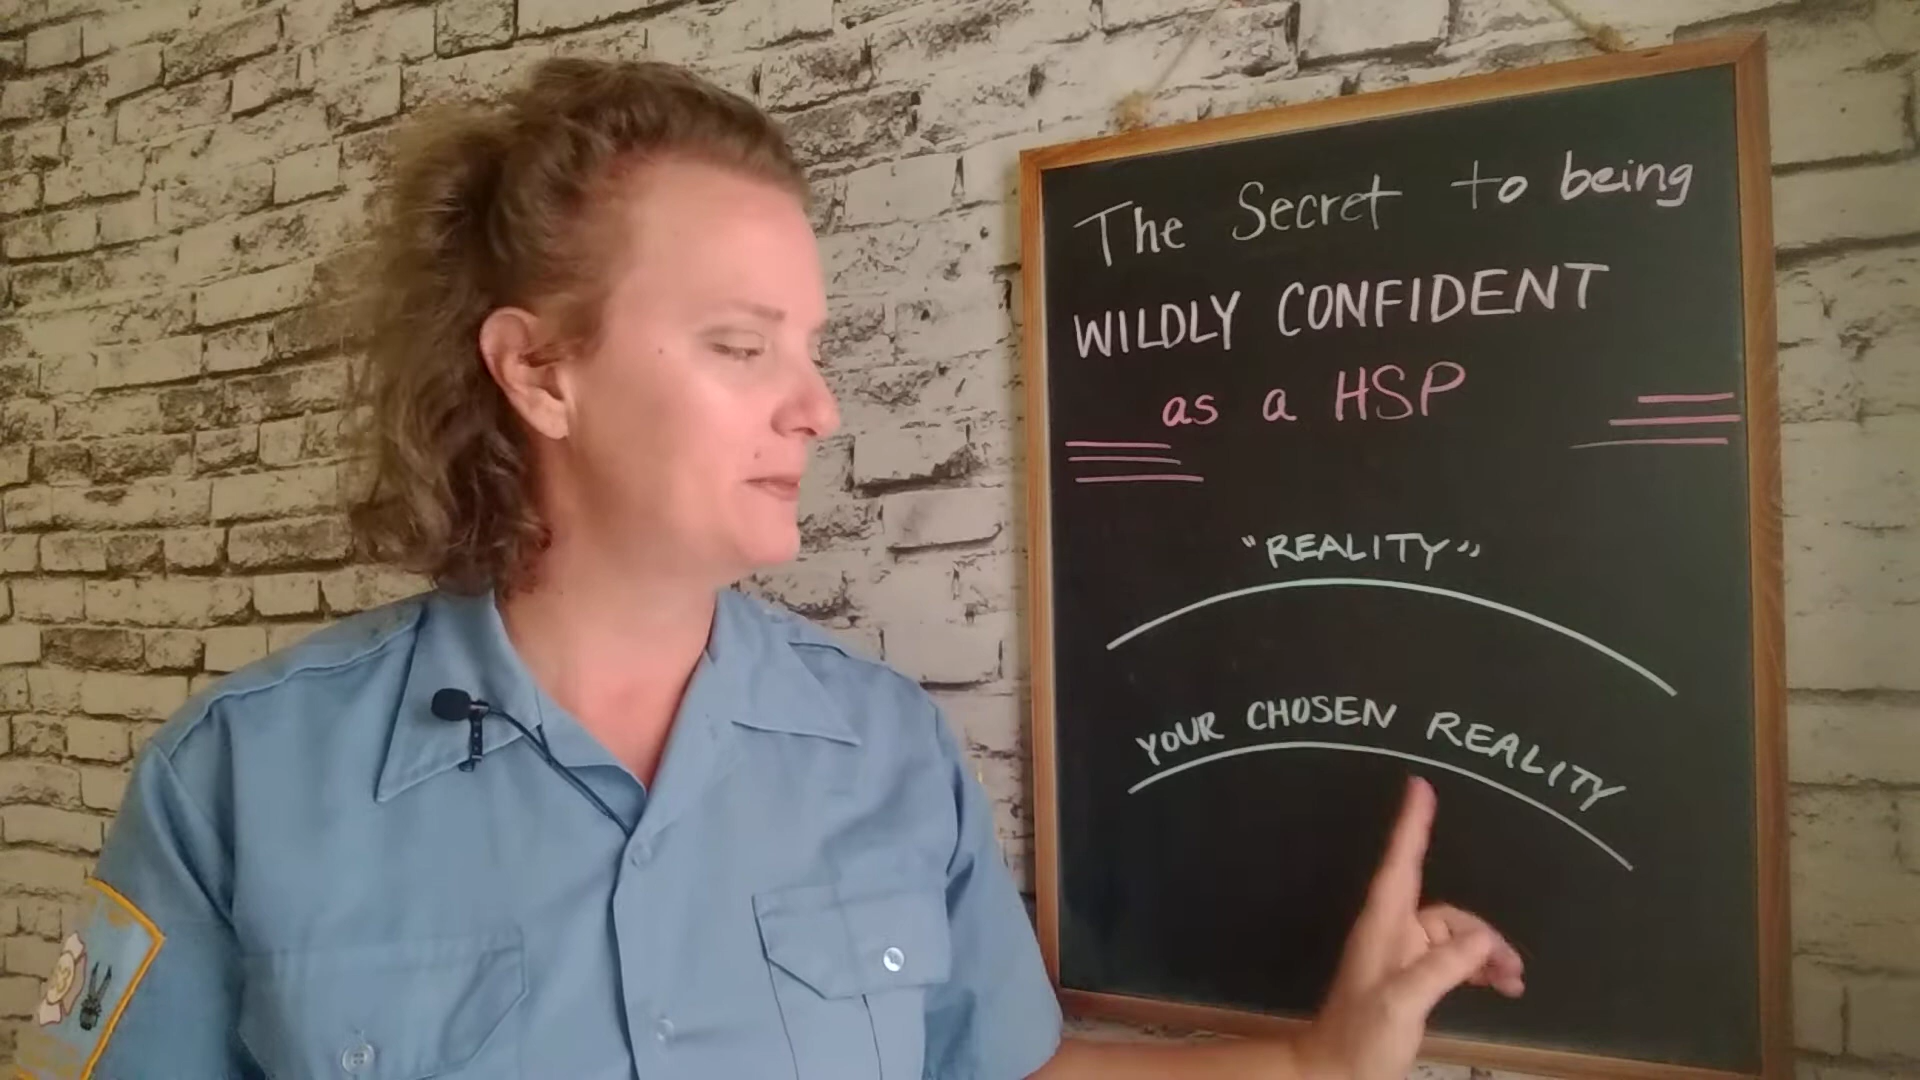 The Secret to being
WILDLY CONFIDENT
as a HSP
"REALITY"
YOUR CHOSEN REALITY